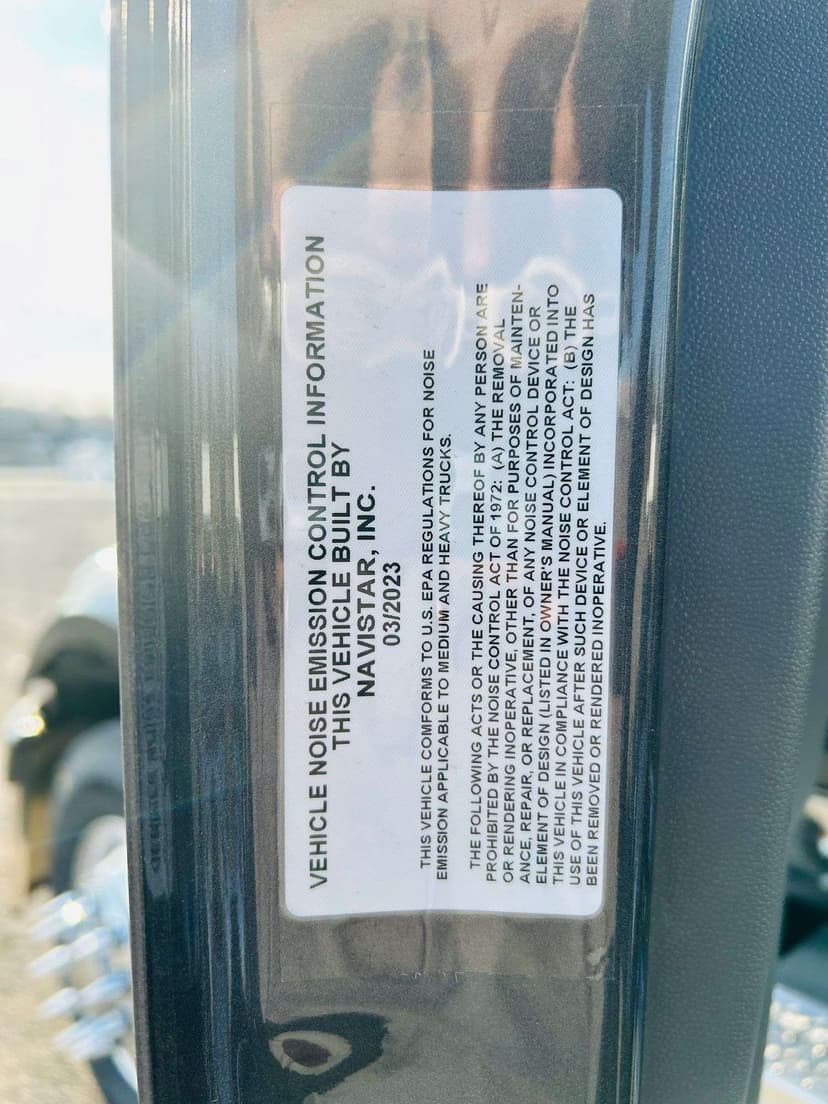 VEHICLE NOISE EMISSION CONTROL INFORMATION
THIS VEHICLE BUILT BY
NAVISTAR, INC.
03/2023
THIS VEHICLE COMFORMS TO U.S. EPA REGULATIONS FOR NOISE
EMISSION APPLICABLE TO MEDIUM AND HEAVY TRUCKS.
THE FOLLOWING ACTS OR THE CAUSING THEREOF BY ANY PERSON ARE
PROHIBITED BY THE NOISE CONTROL ACT OF 1972: (A) THE REMOVAL
OR RENDERING INOPERATIVE, OTHER THAN FOR PURPOSES OF MAINTEN-
ANCE, REPAIR, OR REPLACEMENT, OF ANY NOISE CONTROL DEVICE OR
ELEMENT OF DESIGN (LISTED IN OWNER'S MANUAL) INCORPORATED INTO
THIS VEHICLE IN COMPLIANCE WITH THE NOISE CONTROL ACT: (B) THE
USE OF THIS VEHICLE AFTER SUCH DEVICE OR ELEMENT OF DESIGN HAS
BEEN REMOVED OR RENDERED INOPERATIVE.